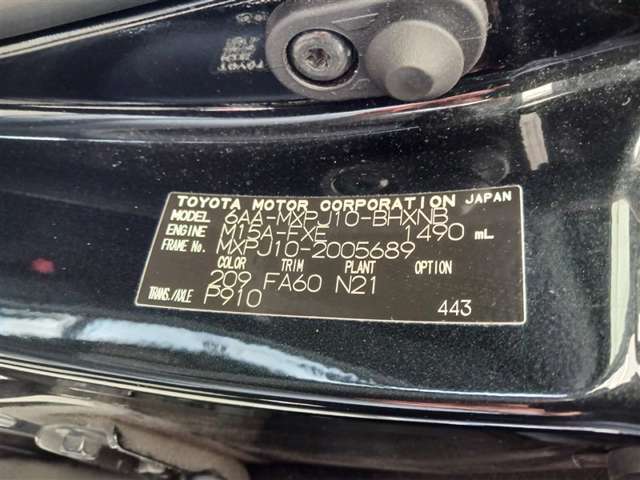 TOYOTA MOTOR CORPORATION JAPAN
MODEL 6AA-MXPJ10-BHXNB
ENGINE M15A-FXE 1490 mL
FRAME No. MXPJ10-2005689
COLOR TRIM PLANT OPTION
209 FA60 N21
TRANS./AXLE P910
443